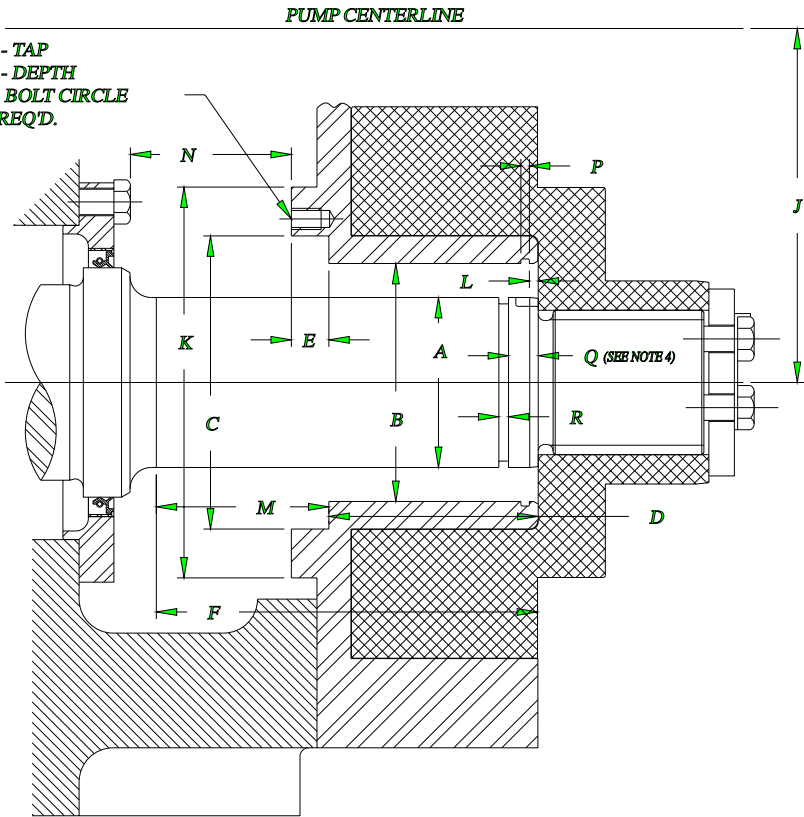 PUMP CENTERLINE
- TAP
- DEPTH
BOLT CIRCLE
REQ'D.
N
P
J
L
K
E
A
Q (SEE NOTE 4)
C
B
R
M
D
F